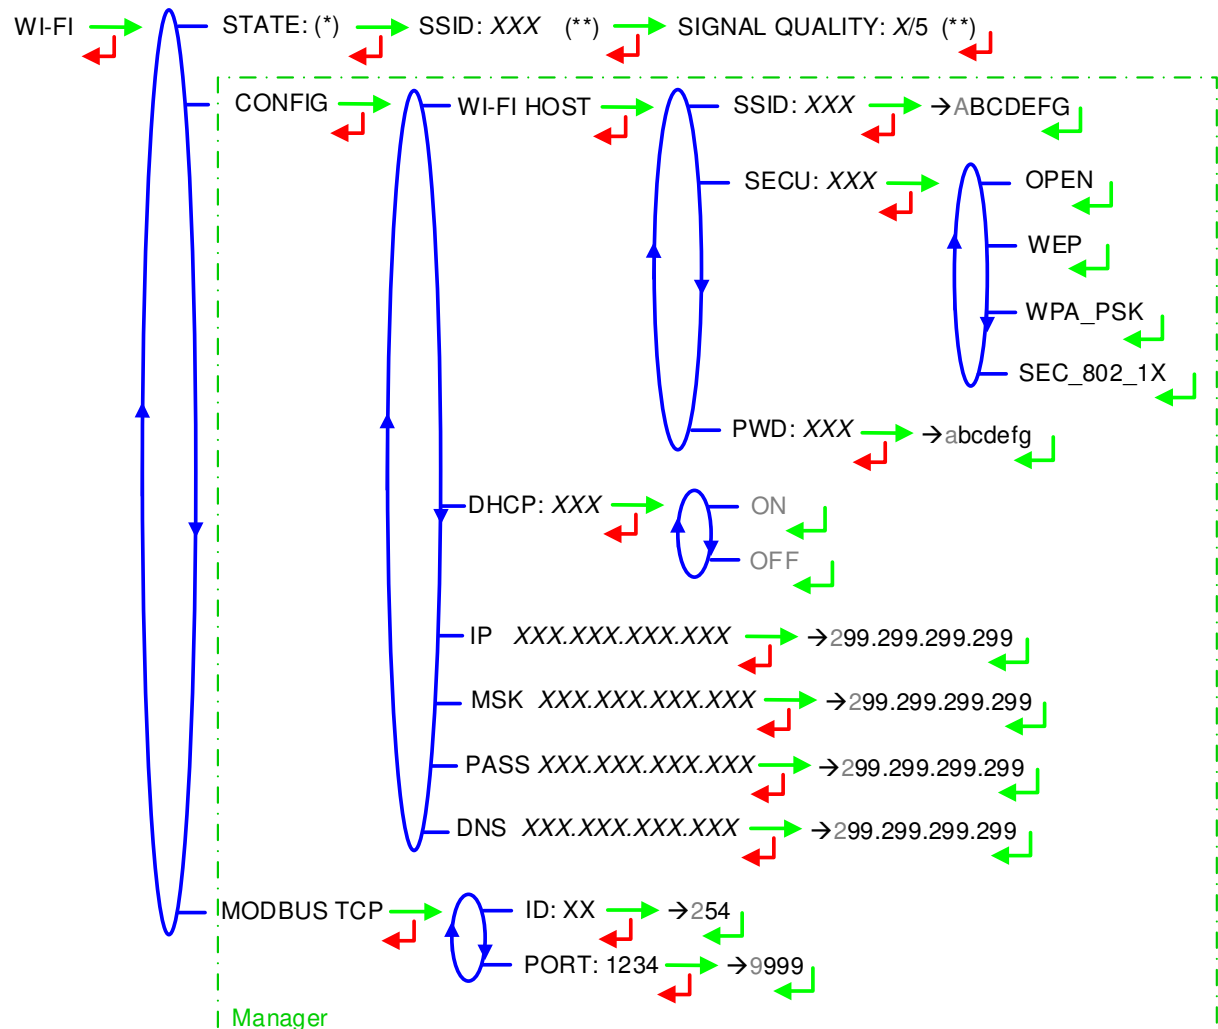 WI-FI STATE: (*) SSID: XXX (**) SIGNAL QUALITY: X/5 (**)
CONFIG WI-FI HOST SSID: XXX →ABCDEFG
SECU: XXX OPEN
WEP
WPA_PSK
SEC_802_1X
PWD: XXX →abcdefg
DHCP: XXX ON
OFF
IP XXX.XXX.XXX.XXX →299.299.299.299
MSK XXX.XXX.XXX.XXX →299.299.299.299
PASS XXX.XXX.XXX.XXX →299.299.299.299
DNS XXX.XXX.XXX.XXX →299.299.299.299
MODBUS TCP ID: XX →254
PORT: 1234 →9999
Manager